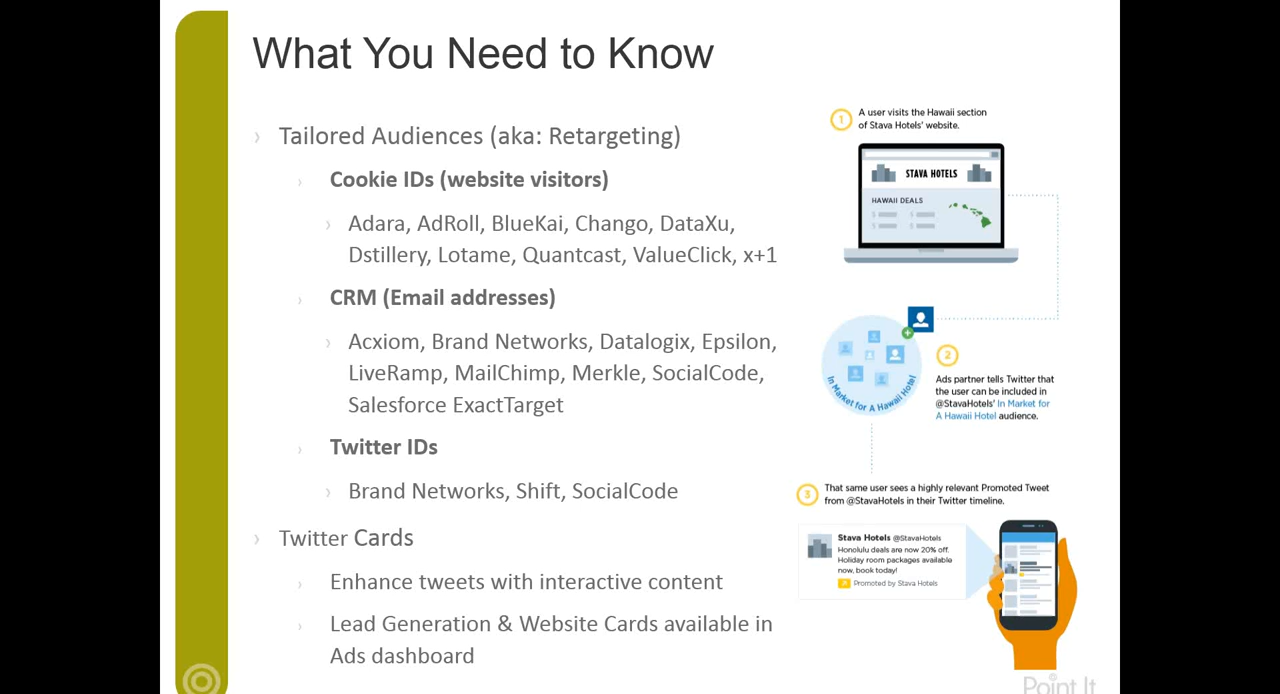 What You Need to Know
Tailored Audiences (aka: Retargeting)
Cookie IDs (website visitors)
Adara, AdRoll, BlueKai, Chango, DataXu,
Dstillery, Lotame, Quantcast, ValueClick, x+1
CRM (Email addresses)
Acxiom, Brand Networks, Datalogix, Epsilon,
LiveRamp, MailChimp, Merkle, SocialCode,
Salesforce ExactTarget
Twitter IDs
Brand Networks, Shift, SocialCode
Twitter Cards
Enhance tweets with interactive content
Lead Generation & Website Cards available in
Ads dashboard
1
A user visits the Hawaii section
of Stava Hotels' website.
STAVA HOTELS
HAWAII DEALS
In Market for A Hawaii Hotel
2
Ads partner tells Twitter that
the user can be included in
@StavaHotels' In Market for
A Hawaii Hotel audience.
3
That same user sees a highly relevant Promoted Tweet
from @StavaHotels in their Twitter timeline.
Stava Hotels @StavaHotels
Honolulu deals are now 20% off.
Holiday room packages available
now, book today!
Promoted by Stava Hotels
Point It